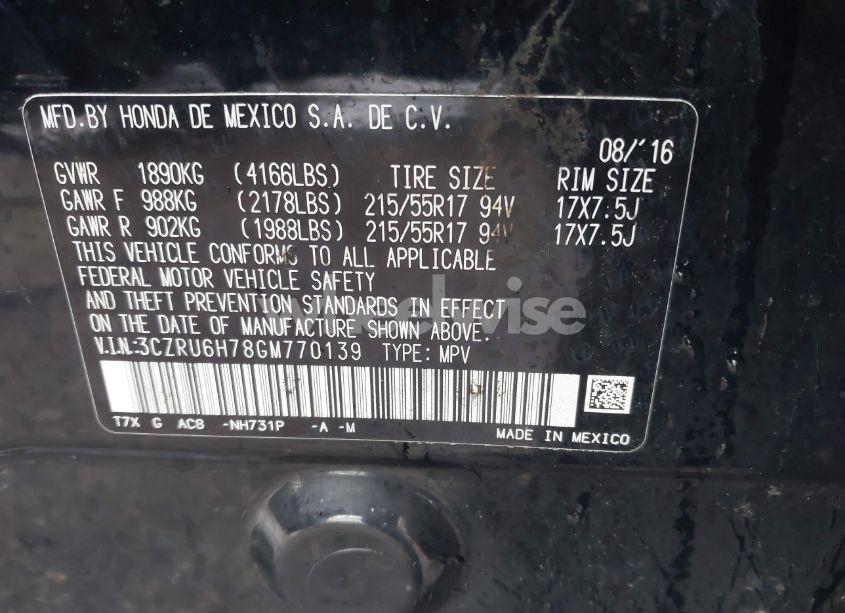 MFD.BY HONDA DE MEXICO S.A. DE C.V.
08/'16
GVWR 1890KG (4166LBS) TIRE SIZE RIM SIZE
GAWR F 988KG (2178LBS) 215/55R17 94V 17X7.5J
GAWR R 902KG (1988LBS) 215/55R17 94V 17X7.5J
THIS VEHICLE CONFORMS TO ALL APPLICABLE
FEDERAL MOTOR VEHICLE SAFETY
AND THEFT PREVENTION STANDARDS IN EFFECT
ON THE DATE OF MANUFACTURE SHOWN ABOVE.
V.I.N:3CZRU6H78GM770139 TYPE: MPV
T7X G AC8 -NH731P -A -M
MADE IN MEXICO